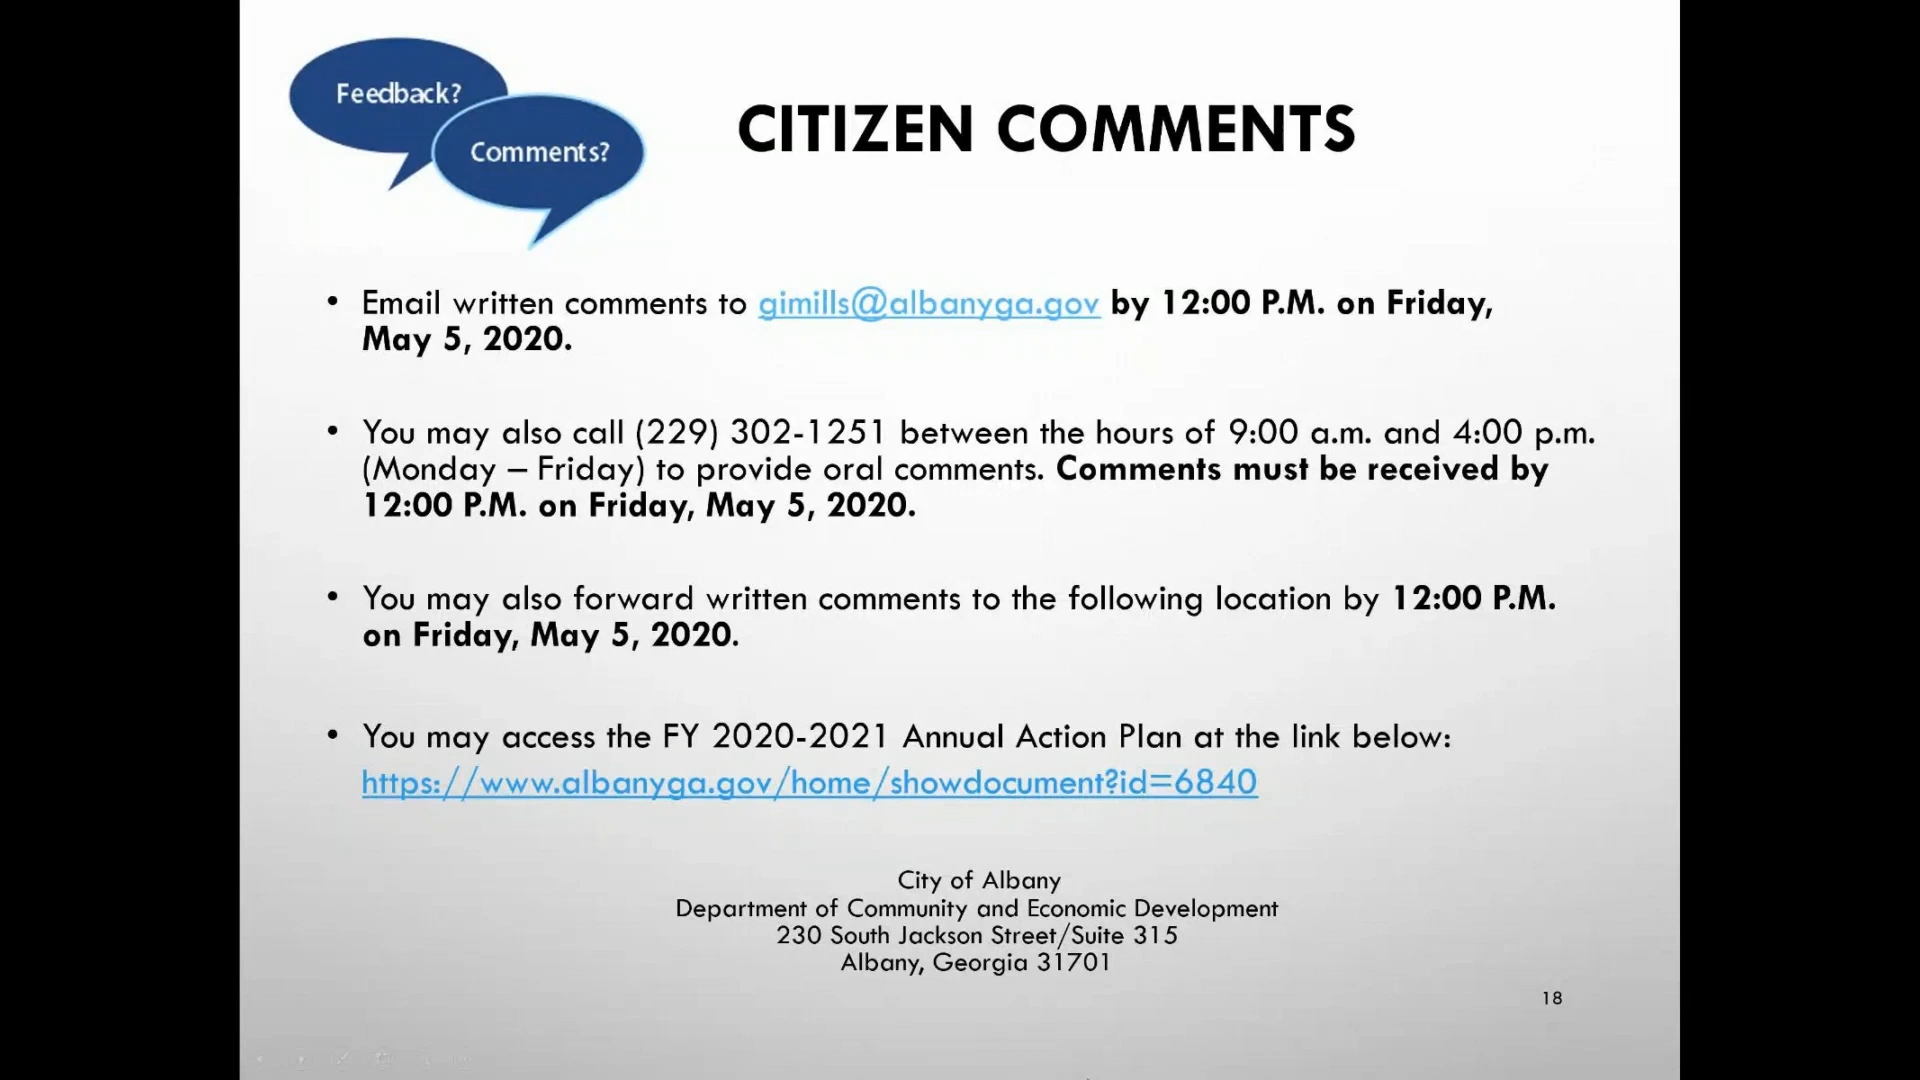 Feedback?
Comments?
CITIZEN COMMENTS
• Email written comments to gimills@albanyga.gov by 12:00 P.M. on Friday,
May 5, 2020.
• You may also call (229) 302-1251 between the hours of 9:00 a.m. and 4:00 p.m.
(Monday – Friday) to provide oral comments. Comments must be received by
12:00 P.M. on Friday, May 5, 2020.
• You may also forward written comments to the following location by 12:00 P.M.
on Friday, May 5, 2020.
• You may access the FY 2020-2021 Annual Action Plan at the link below:
https://www.albanyga.gov/home/showdocument?id=6840
City of Albany
Department of Community and Economic Development
230 South Jackson Street/Suite 315
Albany, Georgia 31701
18